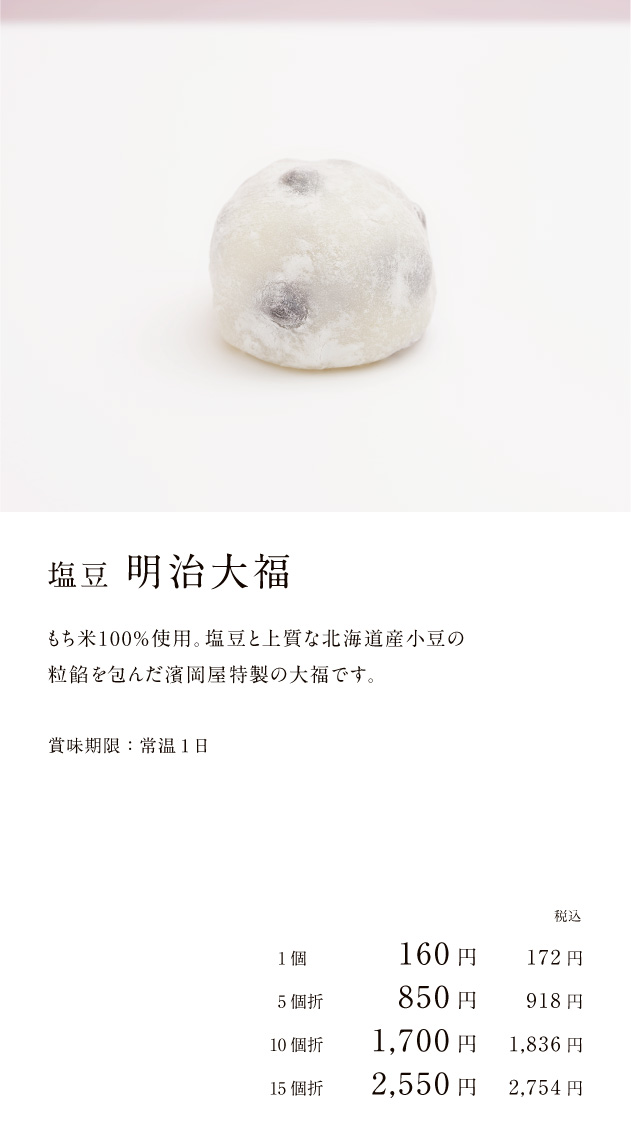 塩豆 明治大福
もち米100%使用。塩豆と上質な北海道産小豆の
粒餡を包んだ濱岡屋特製の大福です。
賞味期限：常温1日
税込
1個 160円 172円
5個折 850円 918円
10個折 1,700円 1,836円
15個折 2,550円 2,754円